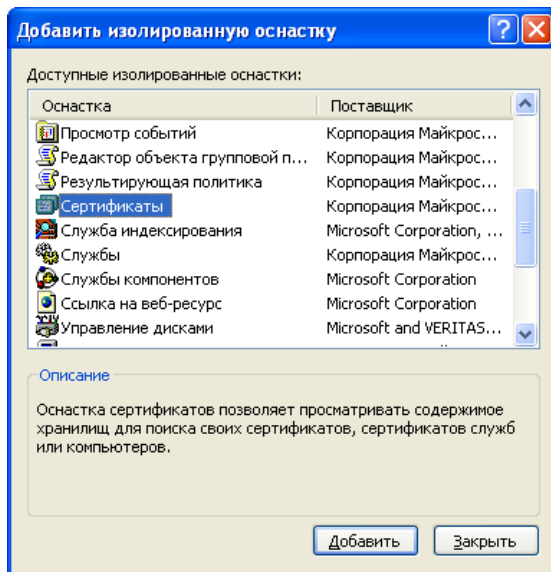 Добавить изолированную оснастку
Доступные изолированные оснастки:
Оснастка Поставщик
Просмотр событий Корпорация Майкрос...
Редактор объекта групповой п... Корпорация Майкрос...
Результирующая политика Корпорация Майкрос...
Сертификаты Корпорация Майкрос...
Служба индексирования Microsoft Corporation, ...
Службы Корпорация Майкрос...
Службы компонентов Microsoft Corporation
Ссылка на веб-ресурс Microsoft Corporation
Управление дисками Microsoft and VERITAS...
Описание
Оснастка сертификатов позволяет просматривать содержимое
хранилищ для поиска своих сертификатов, сертификатов служб
или компьютеров.
Добавить Закрыть